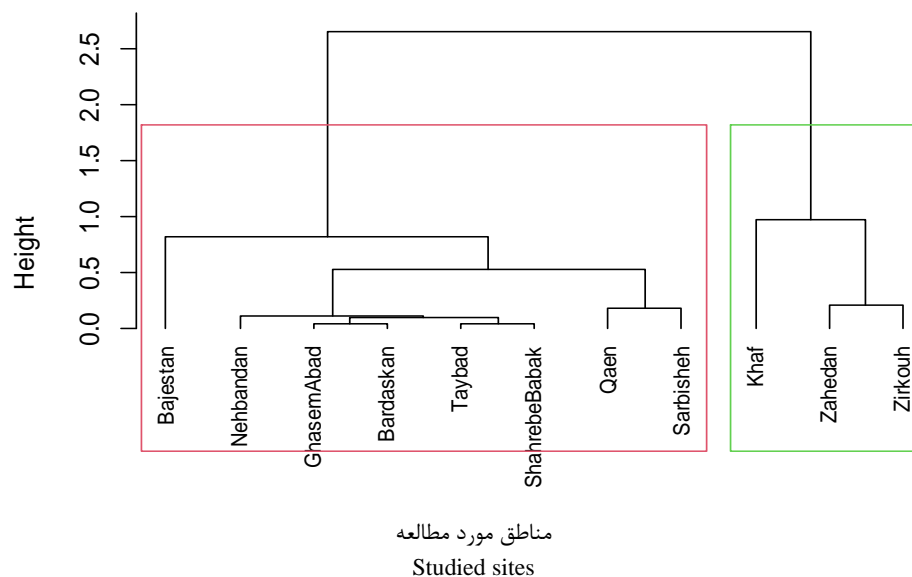 Height
2.5
2.0
1.5
1.0
0.5
0.0
Bajestan
Nehbandan
GhasemAbad
Bardaskan
Taybad
ShahrebeBabak
Qaen
Sarbisheh
Khaf
Zahedan
Zirkouh
مناطق مورد مطالعه
Studied sites